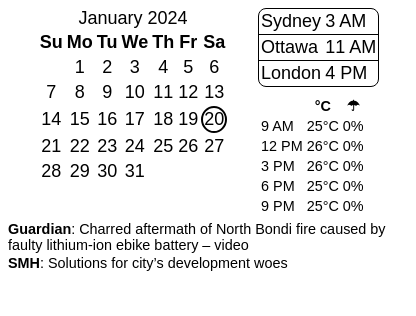 January 2024
Su Mo Tu We Th Fr Sa
1 2 3 4 5 6
7 8 9 10 11 12 13
14 15 16 17 18 19 20
21 22 23 24 25 26 27
28 29 30 31
Sydney 3 AM
Ottawa 11 AM
London 4 PM
°C ☂
9 AM 25°C 0%
12 PM 26°C 0%
3 PM 26°C 0%
6 PM 25°C 0%
9 PM 25°C 0%
Guardian: Charred aftermath of North Bondi fire caused by
faulty lithium-ion ebike battery – video
SMH: Solutions for city’s development woes